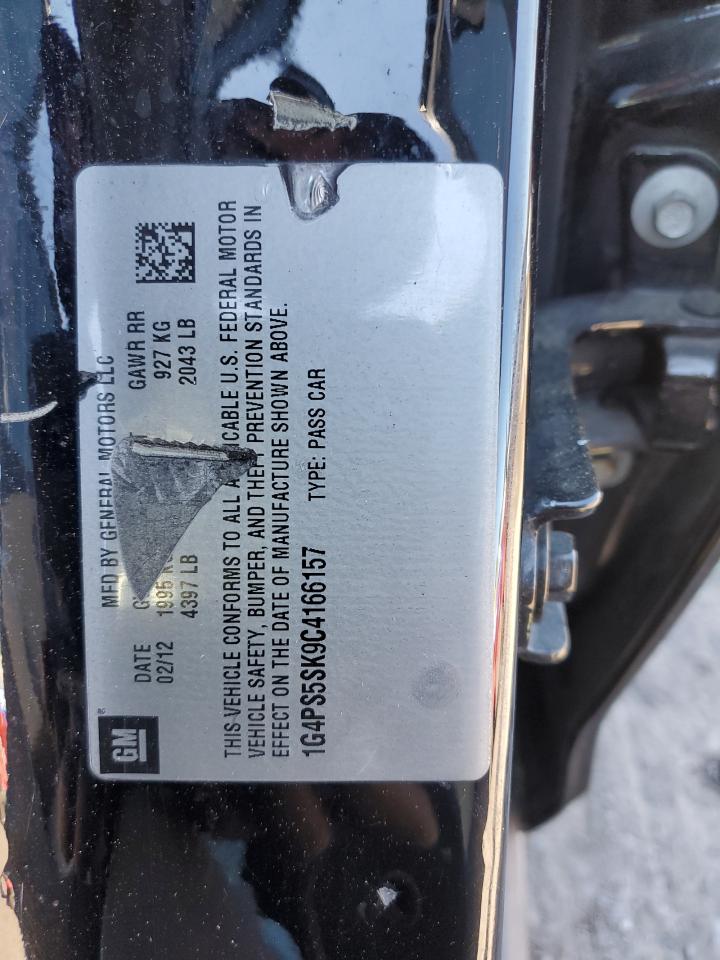 GM
®
MFD BY GENERAL MOTORS LLC
DATE GAWR RR
02/12 1995 927 KG
4397 LB 2043 LB
THIS VEHICLE CONFORMS TO ALL U.S. FEDERAL MOTOR
VEHICLE SAFETY, BUMPER, AND THEFT PREVENTION STANDARDS IN
EFFECT ON THE DATE OF MANUFACTURE SHOWN ABOVE.
1G4PS5SK9C4166157 TYPE: PASS CAR